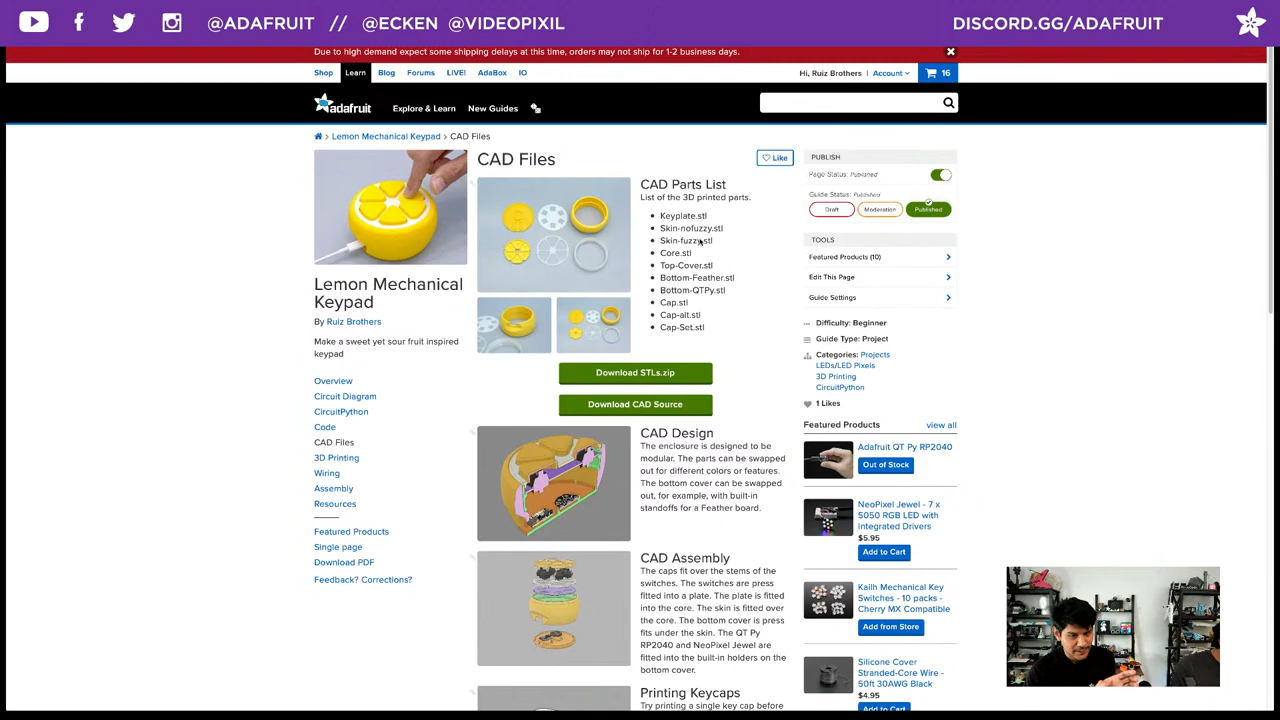 @ADAFRUIT // @ECKEN @VIDEOPIXIL
DISCORD.GG/ADAFRUIT
Due to high demand expect some shipping delays at this time, orders may not ship for 1-2 business days.
Shop Learn Blog Forums LIVE! AdaBox IO
Hi, Ruiz Brothers | Account 16
adafruit Explore & Learn New Guides
Lemon Mechanical Keypad > CAD Files
Lemon Mechanical
Keypad
By Ruiz Brothers
Make a sweet yet sour fruit inspired
keypad
Overview
Circuit Diagram
CircuitPython
Code
CAD Files
3D Printing
Wiring
Assembly
Resources
Featured Products
Single page
Download PDF
Feedback? Corrections?
CAD Files
Like
CAD Parts List
List of the 3D printed parts.
Keyplate.stl
Skin-nofuzzy.stl
Skin-fuzzy.stl
Core.stl
Top-Cover.stl
Bottom-Feather.stl
Bottom-QTPy.stl
Cap.stl
Cap-alt.stl
Cap-Set.stl
Download STLs.zip
Download CAD Source
CAD Design
The enclosure is designed to be
modular. The parts can be swapped
out for different colors or features.
The bottom cover can be swapped
out, for example, with built-in
standoffs for a Feather board.
CAD Assembly
The caps fit over the stems of the
switches. The switches are press
fitted into a plate. The plate is fitted
into the core. The skin is fitted over
the core. The bottom cover is press
fits under the skin. The QT Py
RP2040 and NeoPixel Jewel are
fitted into the built-in holders on the
bottom cover.
Printing Keycaps
Try printing a single key cap before
PUBLISH
Page Status: Published
Guide Status: Published
Draft Moderation Published
TOOLS
Featured Products (10)
Edit This Page
Guide Settings
Difficulty: Beginner
Guide Type: Project
Categories: Projects
LEDs/LED Pixels
3D Printing
CircuitPython
1 Likes
Featured Products view all
Adafruit QT Py RP2040
Out of Stock
NeoPixel Jewel - 7 x
5050 RGB LED with
Integrated Drivers
$5.95
Add to Cart
Kailh Mechanical Key
Switches - 10 packs -
Cherry MX Compatible
Add from Store
Silicone Cover
Stranded-Core Wire -
50ft 30AWG Black
$4.95
Add to Cart